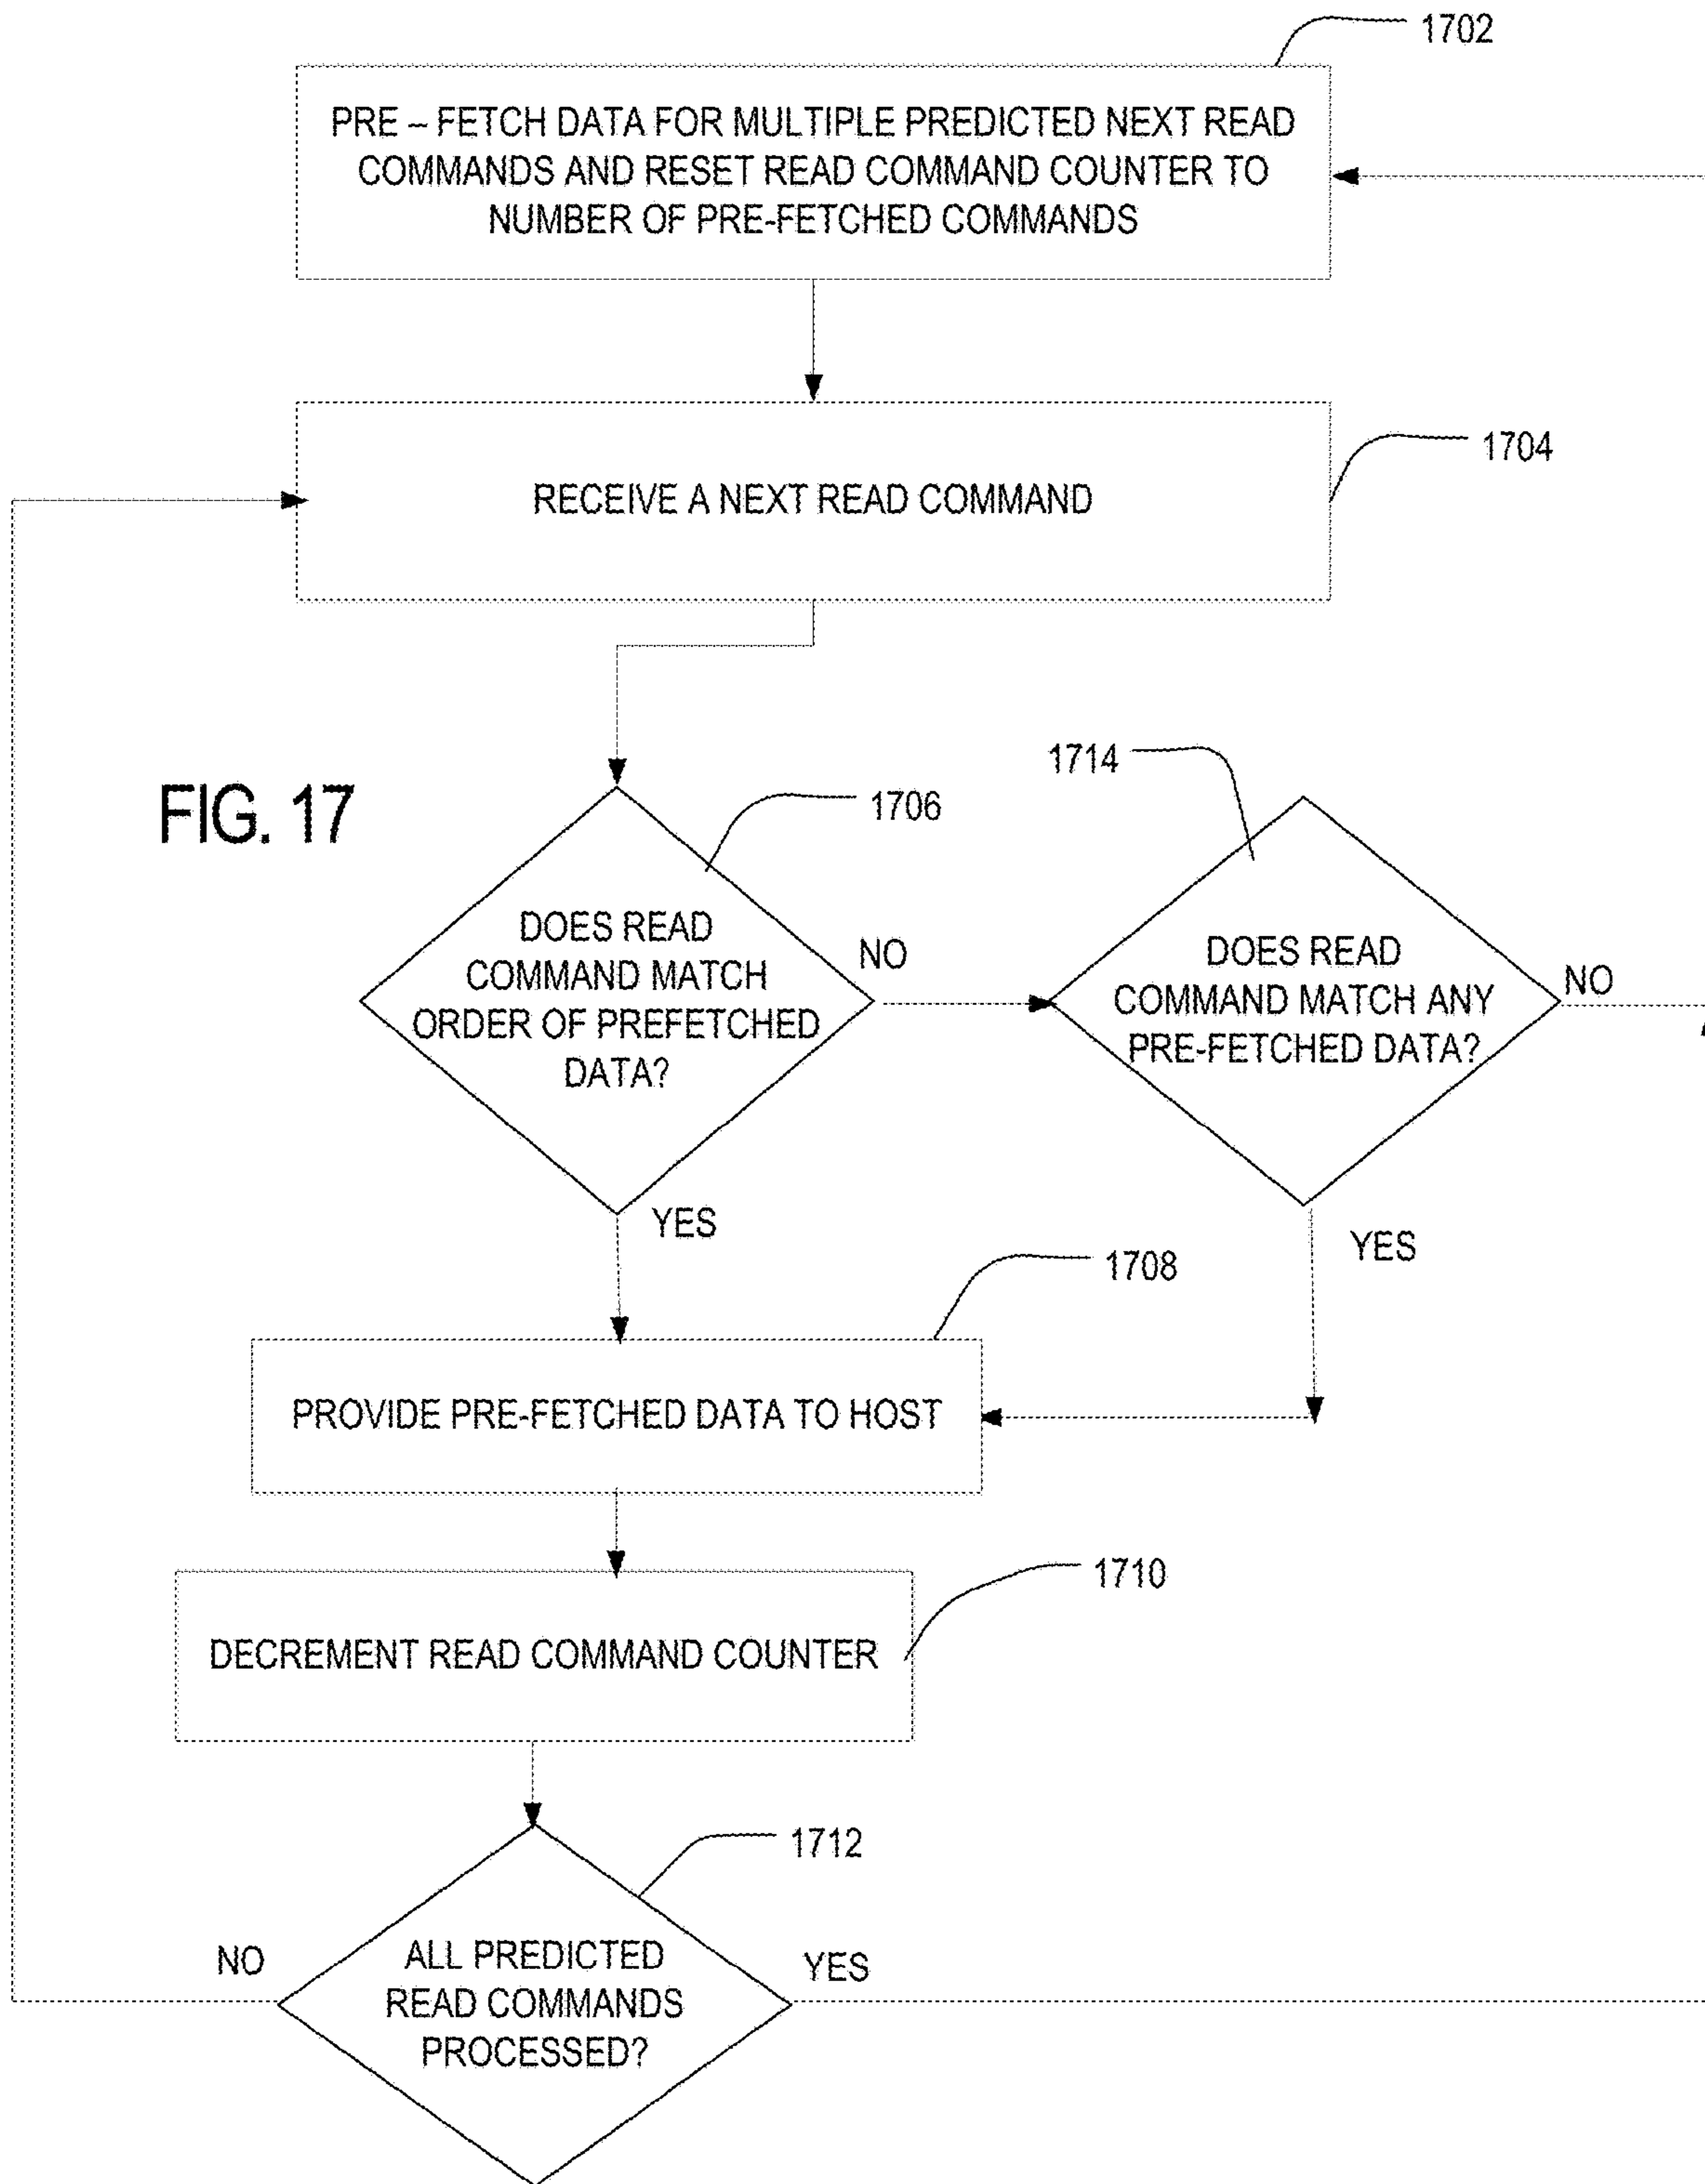 1702
PRE – FETCH DATA FOR MULTIPLE PREDICTED NEXT READ
COMMANDS AND RESET READ COMMAND COUNTER TO
NUMBER OF PRE-FETCHED COMMANDS
1704
RECEIVE A NEXT READ COMMAND
FIG. 17
1706
DOES READ
COMMAND MATCH
ORDER OF PREFETCHED
DATA?
NO
YES
1714
DOES READ
COMMAND MATCH ANY
PRE-FETCHED DATA?
NO
YES
1708
PROVIDE PRE-FETCHED DATA TO HOST
1710
DECREMENT READ COMMAND COUNTER
1712
ALL PREDICTED
READ COMMANDS
PROCESSED?
NO
YES